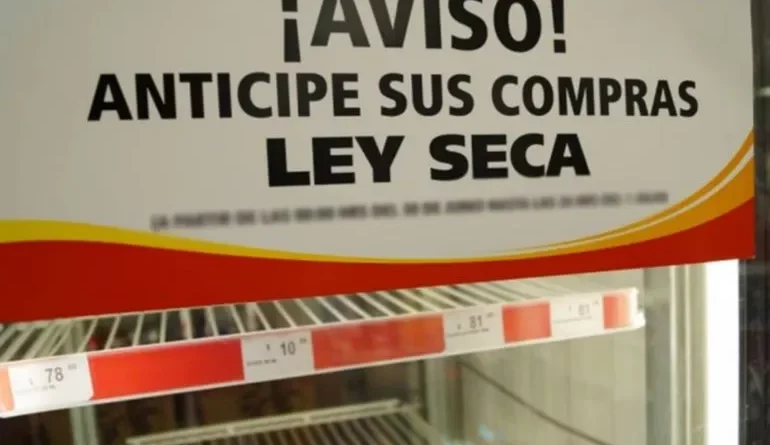 ¡AVISO!
ANTICIPE SUS COMPRAS
LEY SECA
$ 78
$ 10
$ 81
$ 81